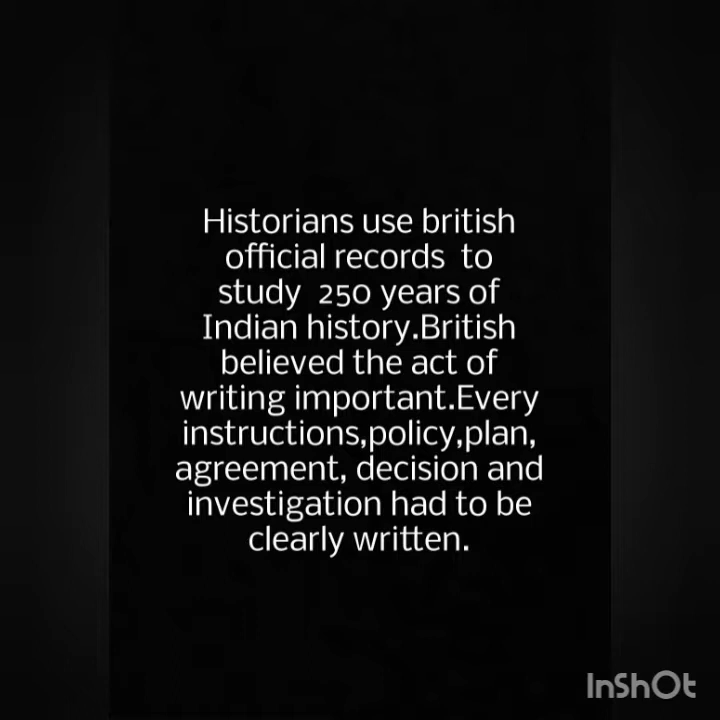 Historians use british
official records to
study 250 years of
Indian history.British
believed the act of
writing important.Every
instructions,policy,plan,
agreement, decision and
investigation had to be
clearly written.
InShOt